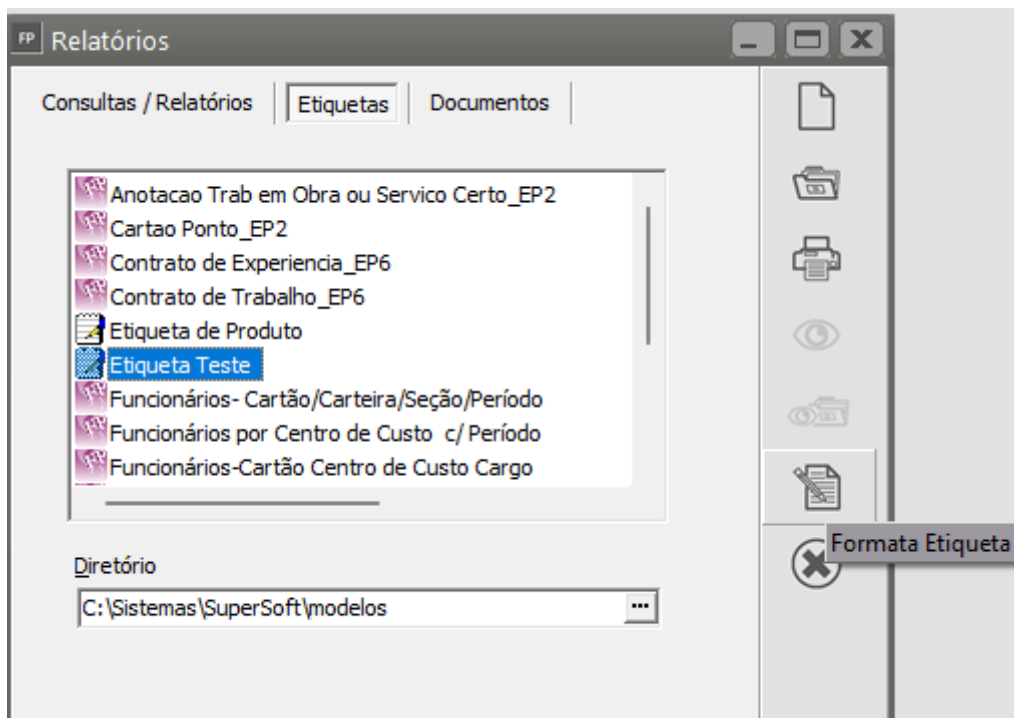 FP Relatórios
Consultas / Relatórios
Etiquetas
Documentos
Anotacao Trab em Obra ou Servico Certo_EP2
Cartao Ponto_EP2
Contrato de Experiencia_EP6
Contrato de Trabalho_EP6
Etiqueta de Produto
Etiqueta Teste
Funcionários- Cartão/Carteira/Seção/Período
Funcionários por Centro de Custo  c/ Período
Funcionários-Cartão Centro de Custo Cargo
Formata Etiqueta
Diretório
C:\Sistemas\SuperSoft\modelos